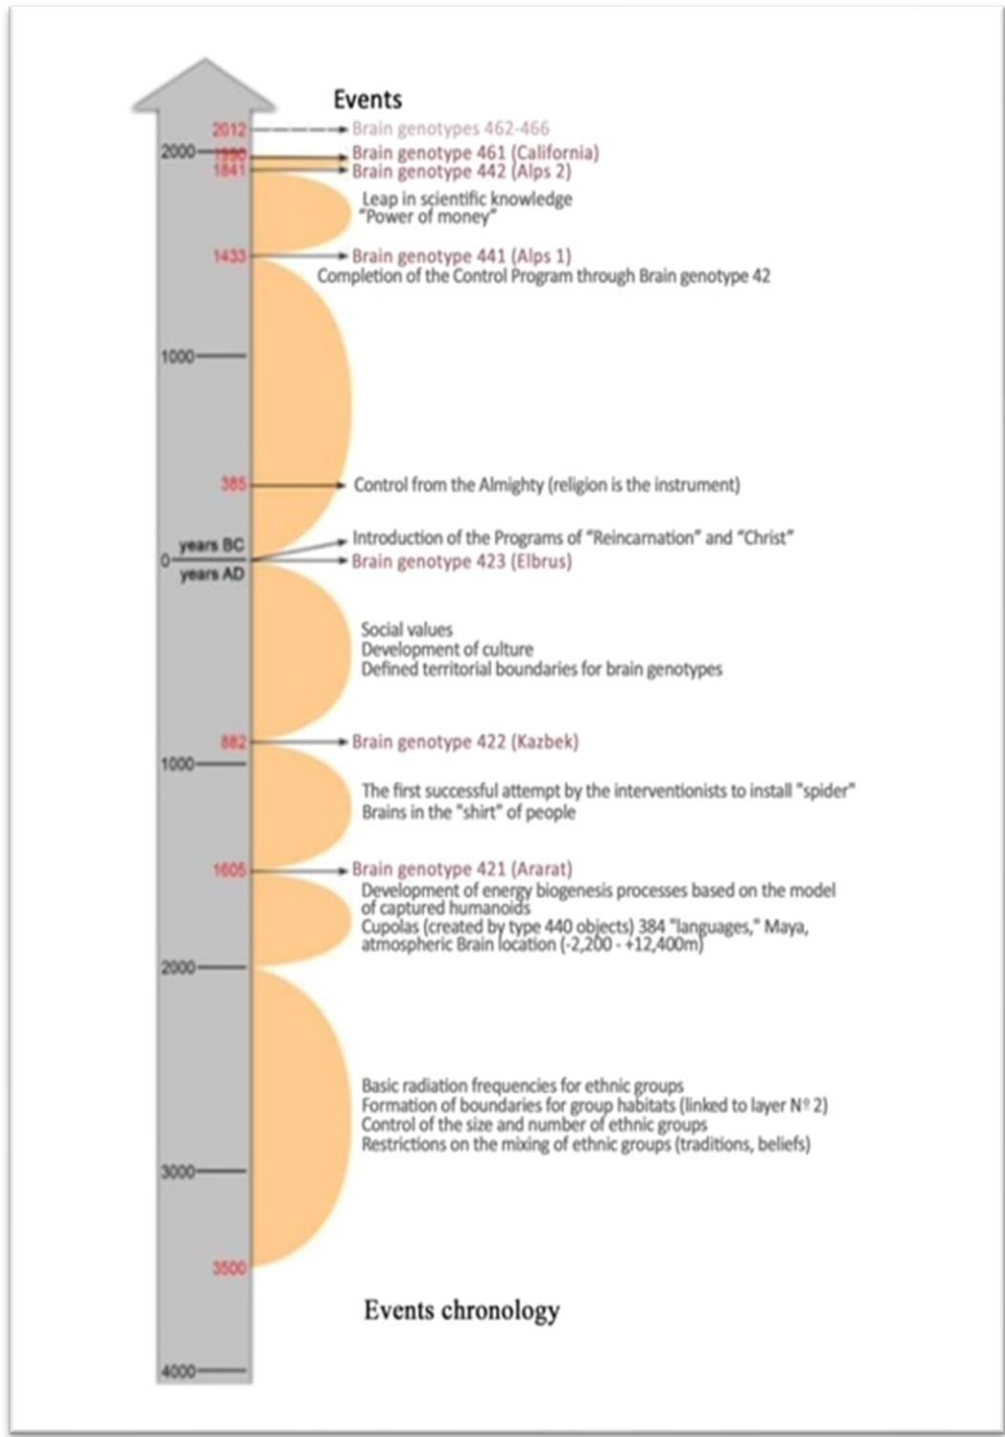 Events
2012 Brain genotypes 462-466
2000
Brain genotype 461 (California)
1841 Brain genotype 442 (Alps 2)
Leap in scientific knowledge
"Power of money"
1433 Brain genotype 441 (Alps 1)
Completion of the Control Program through Brain genotype 42
1000
385 Control from the Almighty (religion is the instrument)
Introduction of the Programs of "Reincarnation" and "Christ"
years BC
0 Brain genotype 423 (Elbrus)
years AD
Social values
Development of culture
Defined territorial boundaries for brain genotypes
882 Brain genotype 422 (Kazbek)
1000
The first successful attempt by the interventionists to install "spider"
Brains in the "shirt" of people
1605 Brain genotype 421 (Ararat)
Development of energy biogenesis processes based on the model
of captured humanoids
Cupolas (created by type 440 objects) 384 "languages," Maya,
atmospheric Brain location (-2,200 - +12,400m)
2000
Basic radiation frequencies for ethnic groups
Formation of boundaries for group habitats (linked to layer Nº 2)
Control of the size and number of ethnic groups
Restrictions on the mixing of ethnic groups (traditions, beliefs)
3000
3500
Events chronology
4000